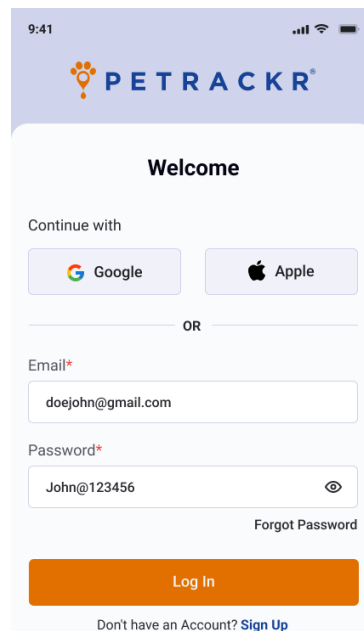 9:41
PETRACKR®
Welcome
Continue with
Google
Apple
OR
Email*
doejohn@gmail.com
Password*
John@123456
Forgot Password
Log In
Don't have an Account? Sign Up